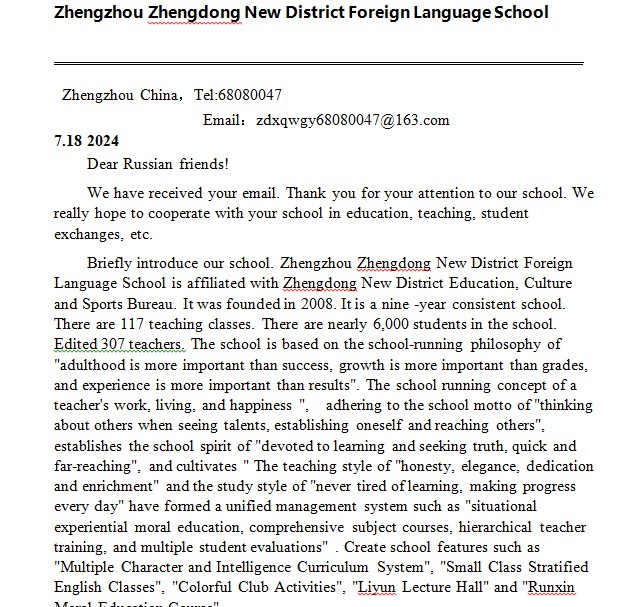 Zhengzhou Zhengdong New District Foreign Language School
Zhengzhou China，Tel:68080047
Email：zdxqwgy68080047@163.com
7.18 2024
Dear Russian friends!
We have received your email. Thank you for your attention to our school. We
really hope to cooperate with your school in education, teaching, student
exchanges, etc.
Briefly introduce our school. Zhengzhou Zhengdong New District Foreign
Language School is affiliated with Zhengdong New District Education, Culture
and Sports Bureau. It was founded in 2008. It is a nine -year consistent school.
There are 117 teaching classes. There are nearly 6,000 students in the school.
Edited 307 teachers. The school is based on the school-running philosophy of
"adulthood is more important than success, growth is more important than grades,
and experience is more important than results". The school running concept of a
teacher's work, living, and happiness ", adhering to the school motto of "thinking
about others when seeing talents, establishing oneself and reaching others",
establishes the school spirit of "devoted to learning and seeking truth, quick and
far-reaching", and cultivates " The teaching style of "honesty, elegance, dedication
and enrichment" and the study style of "never tired of learning, making progress
every day" have formed a unified management system such as "situational
experiential moral education, comprehensive subject courses, hierarchical teacher
training, and multiple student evaluations" . Create school features such as
"Multiple Character and Intelligence Curriculum System", "Small Class Stratified
English Classes", "Colorful Club Activities", "Liyun Lecture Hall" and "Runxin
Moral Education Course"